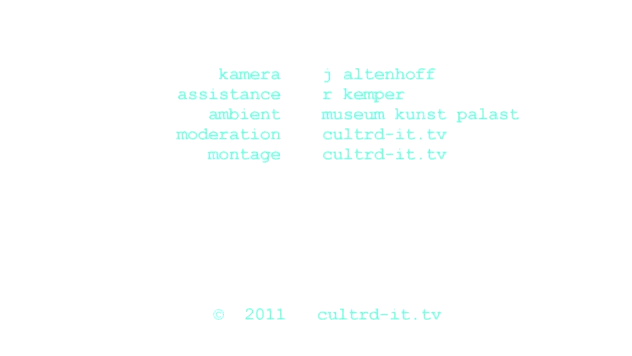 kamera j altenhoff
assistance r kemper
ambient museum kunst palast
moderation cultrd-it.tv
montage cultrd-it.tv
© 2011 cultrd-it.tv